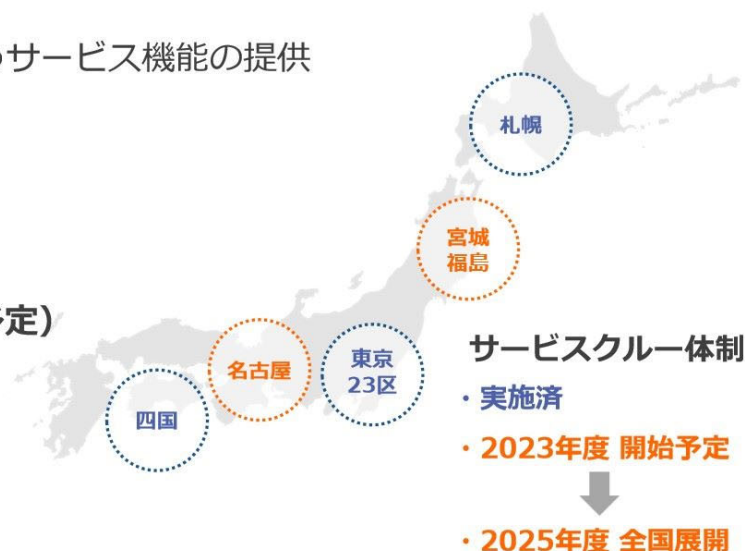 サービス機能の提供
札幌
宮城
福島
定)
サービスクルー体制
名古屋
東京
23区
・実施済
四国
・2023年度 開始予定
・2025年度 全国展開